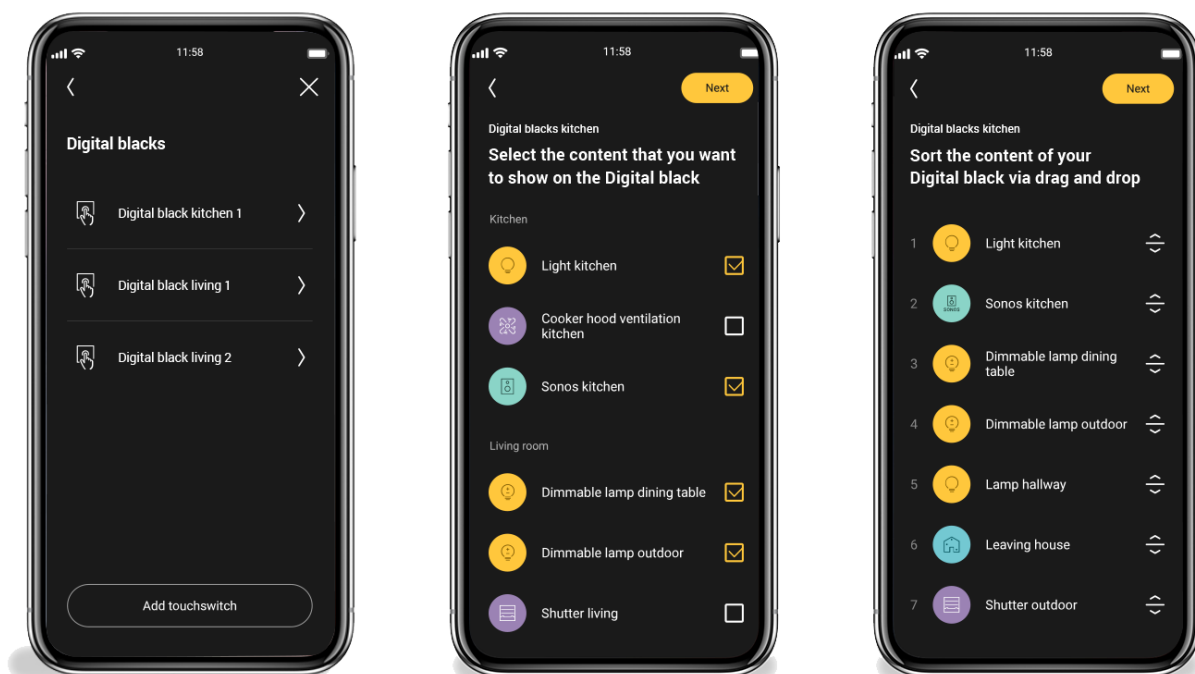 11:58
Digital blacks
Digital black kitchen 1
Digital black living 1
Digital black living 2
Add touchswitch
11:58
Next
Digital blacks kitchen
Select the content that you want
to show on the Digital black
Kitchen
Light kitchen
Cooker hood ventilation
kitchen
Sonos kitchen
Living room
Dimmable lamp dining table
Dimmable lamp outdoor
Shutter living
11:58
Next
Digital blacks kitchen
Sort the content of your
Digital black via drag and drop
1 Light kitchen
2 SONOS Sonos kitchen
3 Dimmable lamp dining
table
4 Dimmable lamp outdoor
5 Lamp hallway
6 Leaving house
7 Shutter outdoor